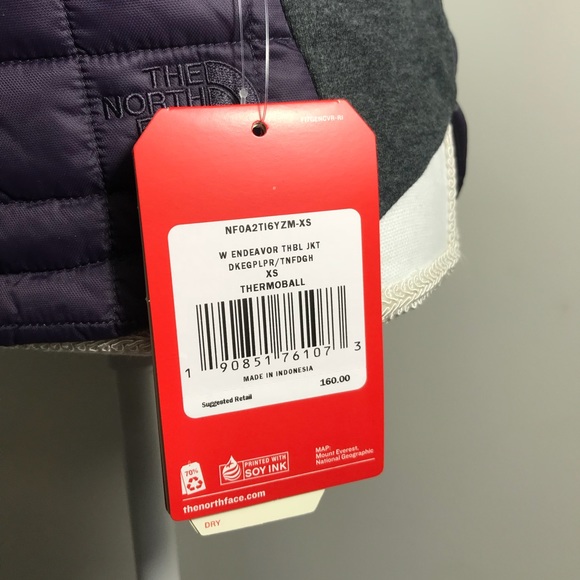 THE
NORTH
NF0A2TI6YZM-XS
W ENDEAVOR THBL JKT
DKEGPLPR/TNFDGH
XS
THERMOBALL
1 90851 76107 3
MADE IN INDONESIA
160.00
Suggested Retail
70%
PRINTED WITH
SOY INK
MAP:
Mount Everest,
National Geographic
thenorthface.com
DRY